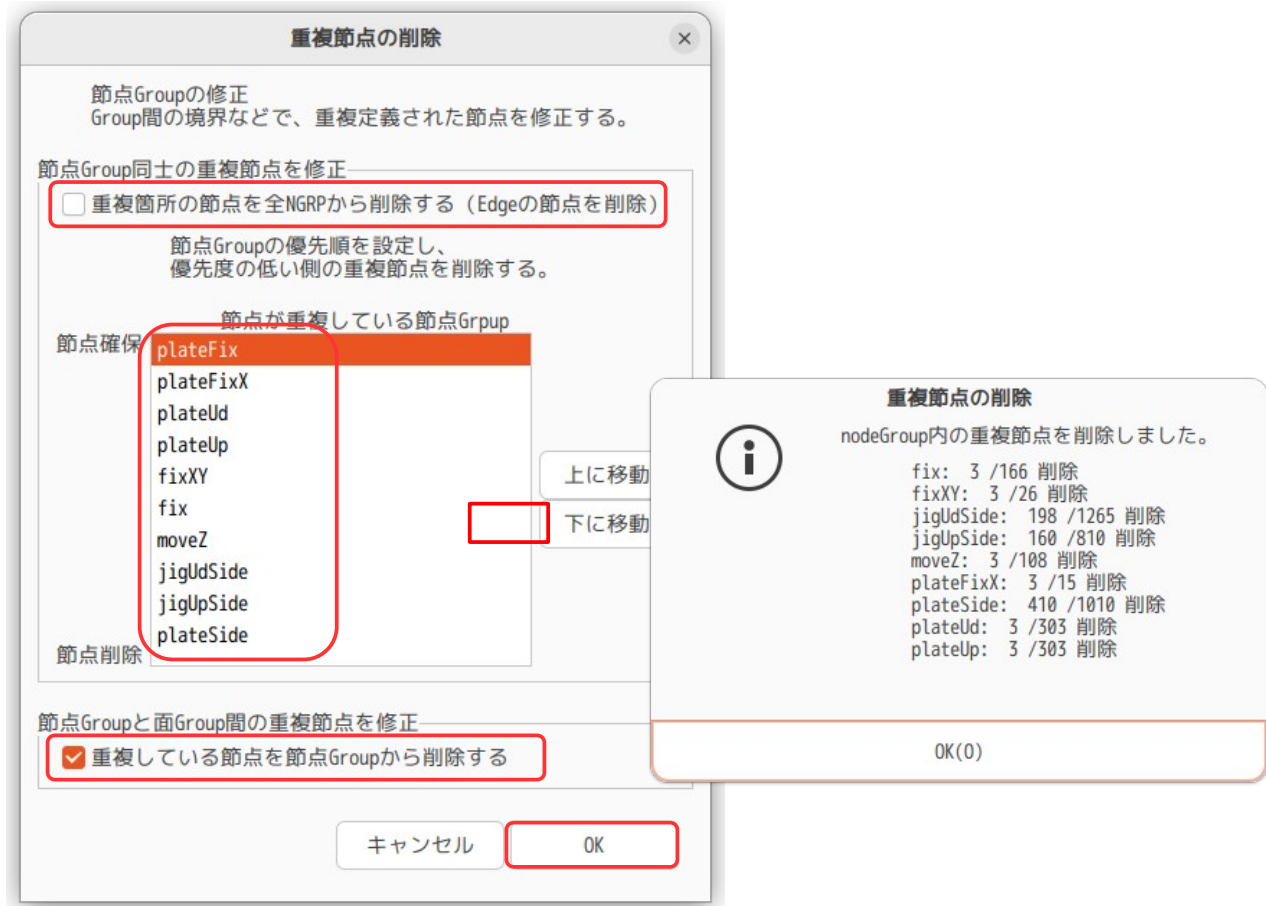 重複節点の削除
節点Groupの修正
Group間の境界などで、重複定義された節点を修正する。
節点Group同士の重複節点を修正
重複箇所の節点を全NGRPから削除する（Edgeの節点を削除）
節点Groupの優先順を設定し、
優先度の低い側の重複節点を削除する。
節点が重複している節点Grpup
節点確保
plateFix
plateFixX
plateUd
plateUp
fixXY
fix
moveZ
jigUdSide
jigUpSide
plateSide
節点削除
上に移動
下に移動
節点Groupと面Group間の重複節点を修正
重複している節点を節点Groupから削除する
キャンセル
OK
重複節点の削除
nodeGroup内の重複節点を削除しました。
fix: 3 /166 削除
fixXY: 3 /26 削除
jigUdSide: 198 /1265 削除
jigUpSide: 160 /810 削除
moveZ: 3 /108 削除
plateFixX: 3 /15 削除
plateSide: 410 /1010 削除
plateUd: 3 /303 削除
plateUp: 3 /303 削除
OK(O)